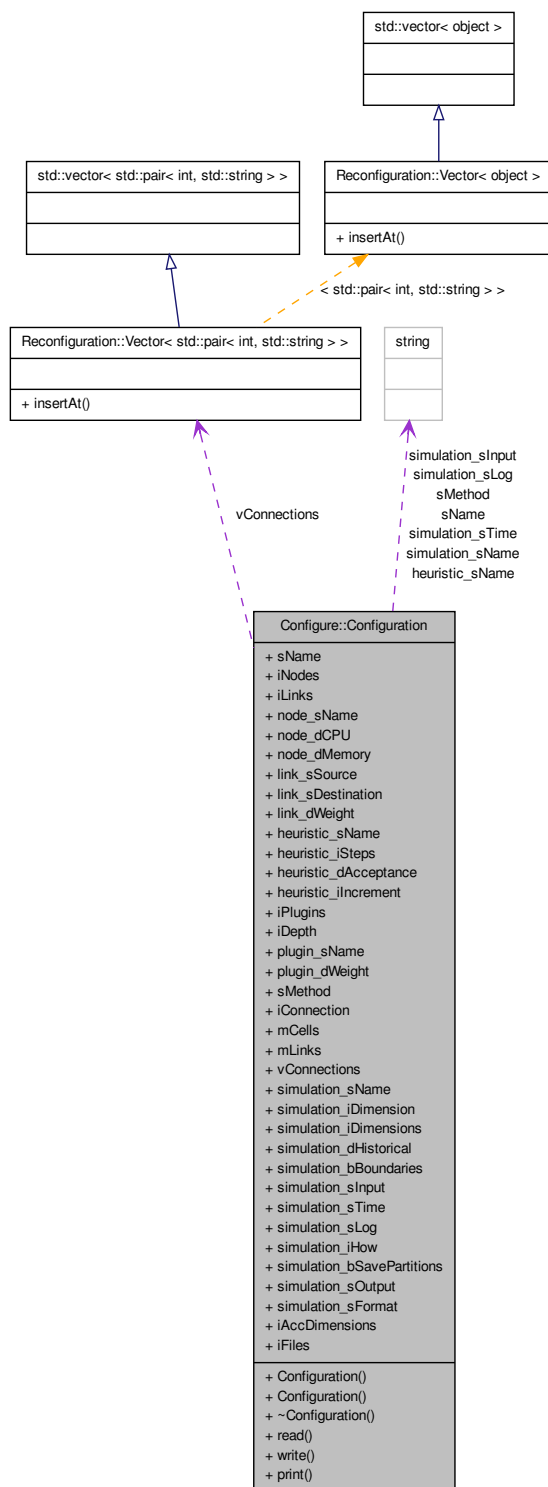 std::vector< object >
std::vector< std::pair< int, std::string > >
Reconfiguration::Vector< object >
+ insertAt()
< std::pair< int, std::string > >
Reconfiguration::Vector< std::pair< int, std::string > >
+ insertAt()
string
vConnections
simulation_sInput
simulation_sLog
sMethod
sName
simulation_sTime
simulation_sName
heuristic_sName
Configure::Configuration
+ sName
+ iNodes
+ iLinks
+ node_sName
+ node_dCPU
+ node_dMemory
+ link_sSource
+ link_sDestination
+ link_dWeight
+ heuristic_sName
+ heuristic_iSteps
+ heuristic_dAcceptance
+ heuristic_iIncrement
+ iPlugins
+ iDepth
+ plugin_sName
+ plugin_dWeight
+ sMethod
+ iConnection
+ mCells
+ mLinks
+ vConnections
+ simulation_sName
+ simulation_iDimension
+ simulation_iDimensions
+ simulation_dHistorical
+ simulation_bBoundaries
+ simulation_sInput
+ simulation_sTime
+ simulation_sLog
+ simulation_iHow
+ simulation_bSavePartitions
+ simulation_sOutput
+ simulation_sFormat
+ iAccDimensions
+ iFiles
+ Configuration()
+ Configuration()
+ ~Configuration()
+ read()
+ write()
+ print()